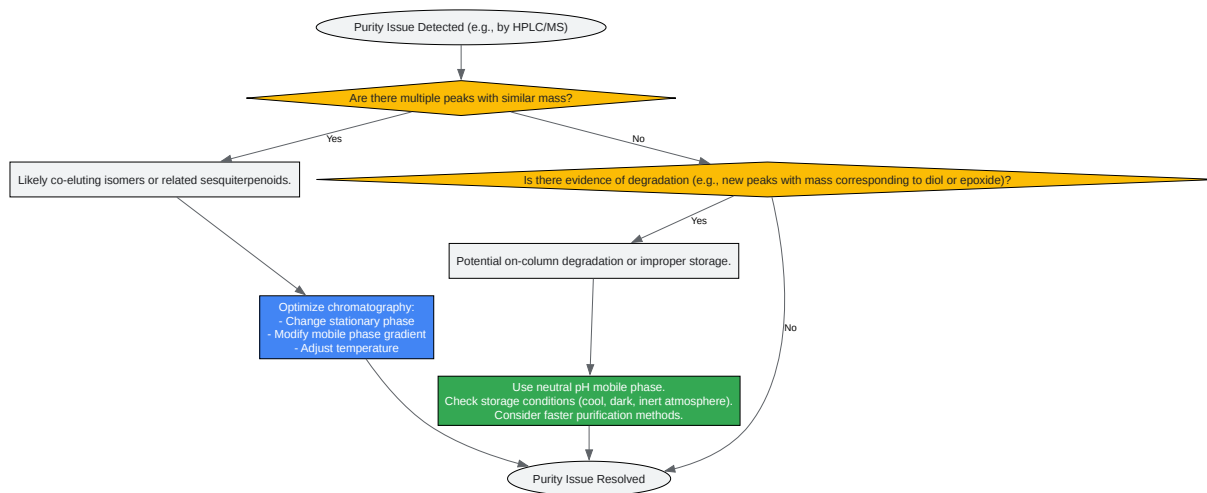 Purity Issue Detected (e.g., by HPLC/MS)
Are there multiple peaks with similar mass?
Yes
No
Likely co-eluting isomers or related sesquiterpenoids.
Is there evidence of degradation (e.g., new peaks with mass corresponding to diol or epoxide)?
Yes
Potential on-column degradation or improper storage.
Optimize chromatography:
- Change stationary phase
- Modify mobile phase gradient
- Adjust temperature
No
Use neutral pH mobile phase.
Check storage conditions (cool, dark, inert atmosphere).
Consider faster purification methods.
Purity Issue Resolved